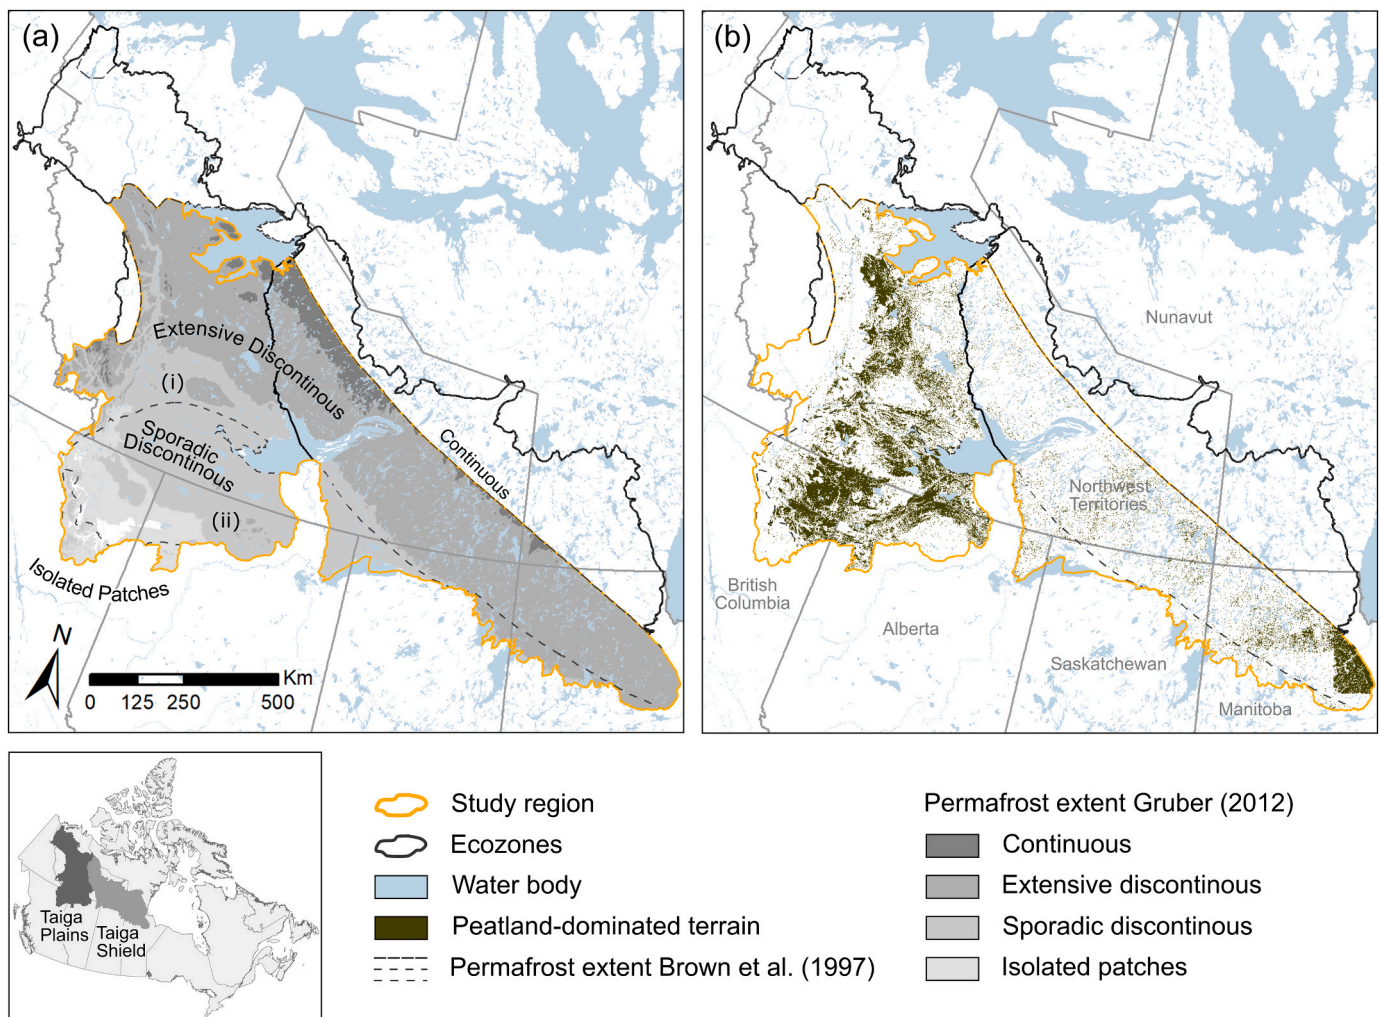 (a)
Extensive Discontinous
(i)
Sporadic
Discontinous
(ii)
Continuous
Isolated Patches
N
Km
0 125 250 500
(b)
Nunavut
Northwest
Territories
British
Columbia
Alberta
Saskatchewan
Manitoba
Taiga
Plains
Taiga
Shield
Study region
Ecozones
Water body
Peatland-dominated terrain
Permafrost extent Brown et al. (1997)
Permafrost extent Gruber (2012)
Continuous
Extensive discontinous
Sporadic discontinous
Isolated patches